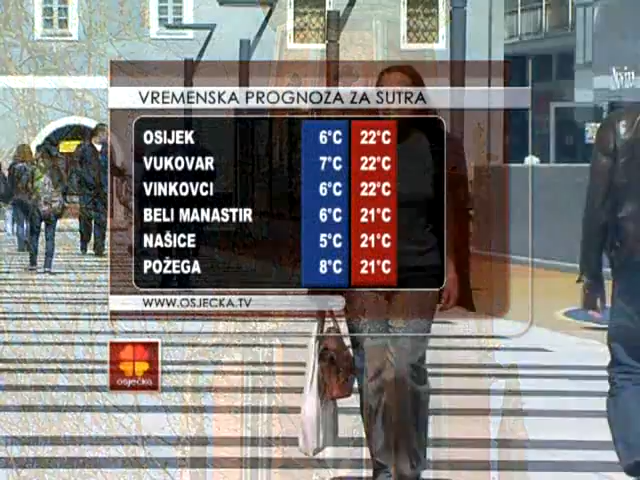 VREMENSKA PROGNOZA ZA SUTRA
OSIJEK 6°C 22°C
VUKOVAR 7°C 22°C
VINKOVCI 6°C 22°C
BELI MANASTIR 6°C 21°C
NAŠICE 5°C 21°C
POŽEGA 8°C 21°C
WWW.OSJECKA.TV
osječka